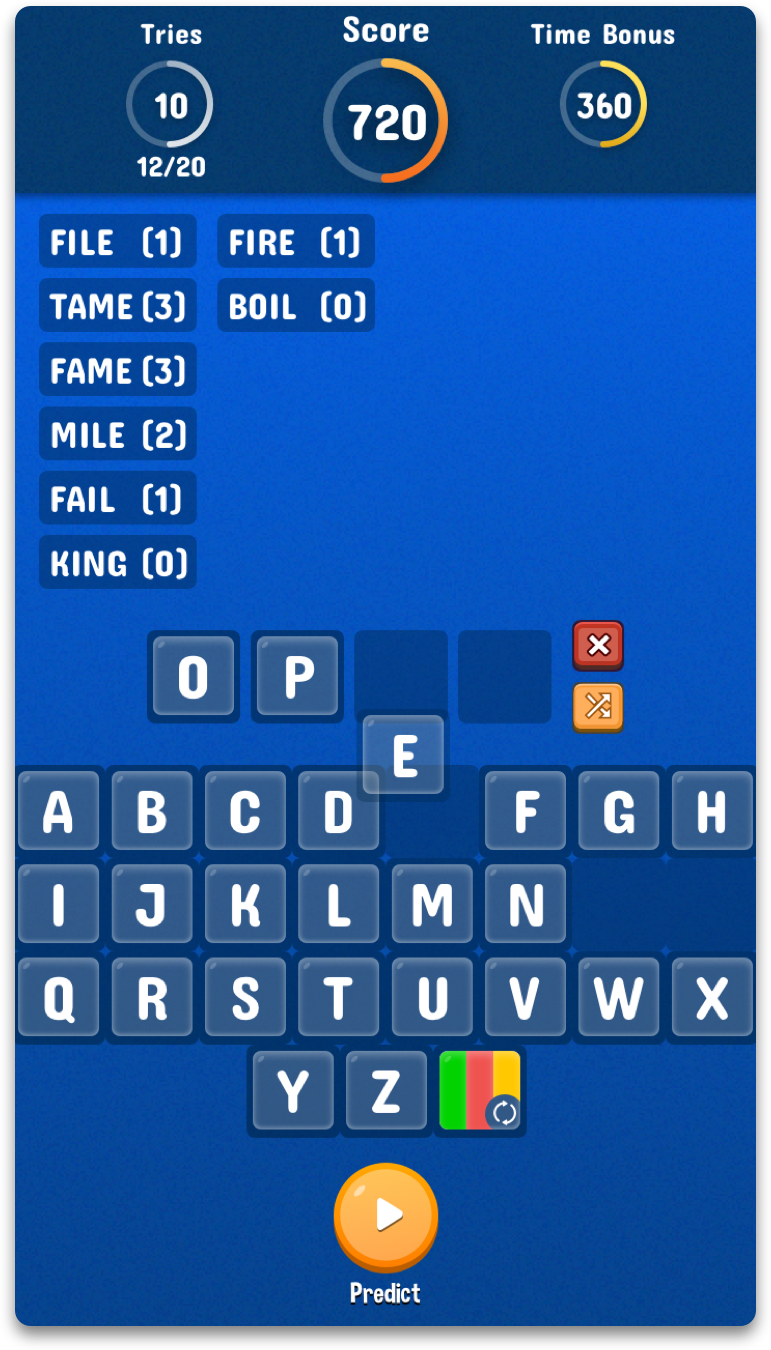 Tries Score Time Bonus
10 720 360
12/20
FILE (1) FIRE (1)
TAME (3) BOIL (0)
FAME (3)
MILE (2)
FAIL (1)
KING (0)
O P
E
A B C D F G H
I J K L M N
Q R S T U V W X
Y Z
Predict